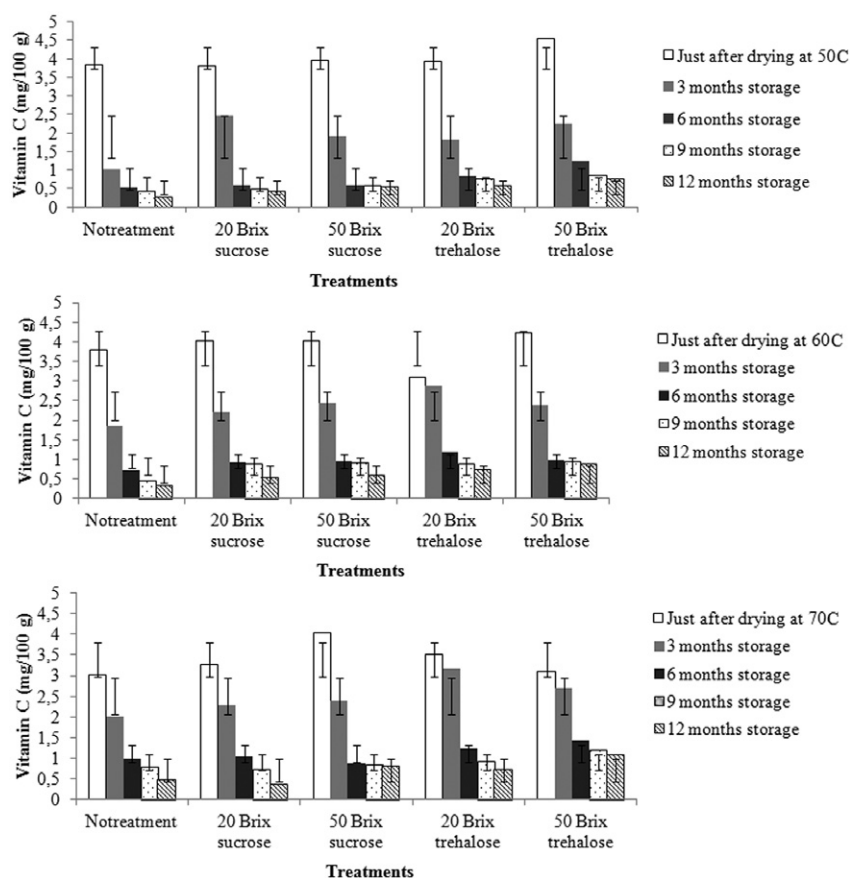 Vitamin C (mg/100 g)
5
4,5
4
3,5
3
2,5
2
1,5
1
0,5
0
Notreatment
20 Brix
sucrose
50 Brix
sucrose
20 Brix
trehalose
50 Brix
trehalose
Treatments
Just after drying at 50C
3 months storage
6 months storage
9 months storage
12 months storage
Vitamin C (mg/100 g)
5
4,5
4
3,5
3
2,5
2
1,5
1
0,5
0
Notreatment
20 Brix
sucrose
50 Brix
sucrose
20 Brix
trehalose
50 Brix
trehalose
Treatments
Just after drying at 60C
3 months storage
6 months storage
9 months storage
12 months storage
Vitamin C (mg/100 g)
5
4,5
4
3,5
3
2,5
2
1,5
1
0,5
0
Notreatment
20 Brix
sucrose
50 Brix
sucrose
20 Brix
trehalose
50 Brix
trehalose
Treatments
Just after drying at 70C
3 months storage
6 months storage
9 months storage
12 months storage